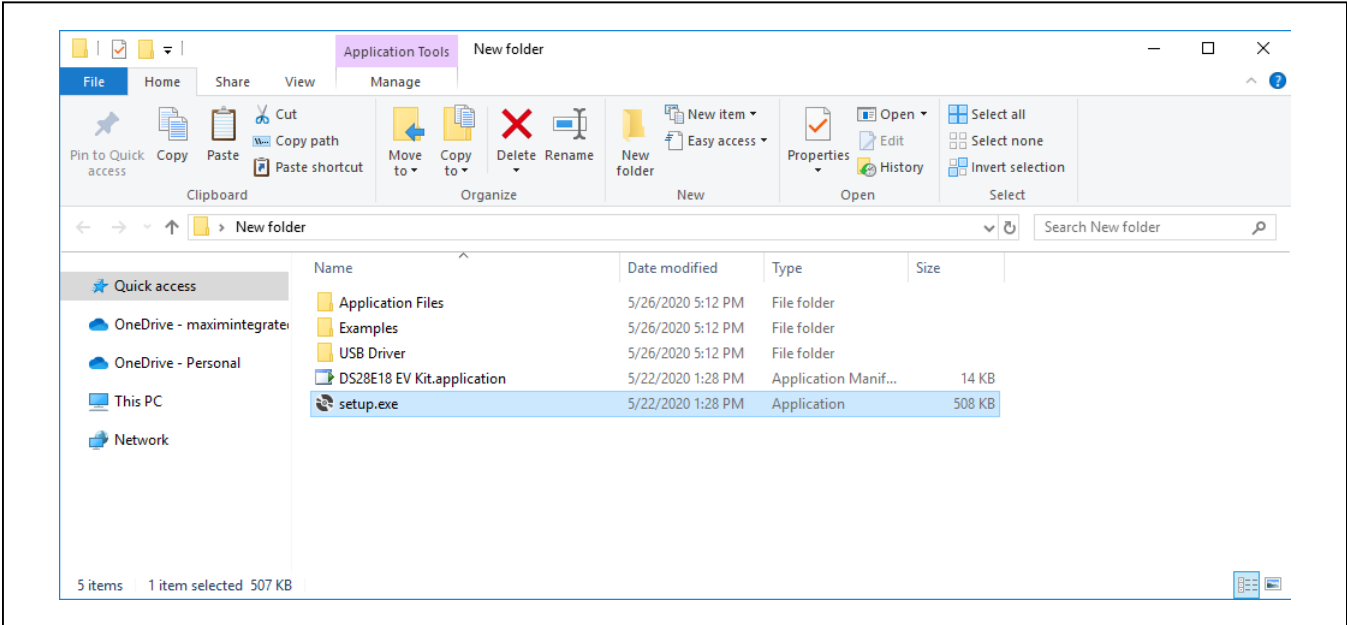 Application Tools New folder
File Home Share View Manage
Pin to Quick access
Copy
Paste
Cut
Copy path
Paste shortcut
Clipboard
Move to
Copy to
Delete
Rename
Organize
New folder
New item
Easy access
New
Properties
Open
Edit
History
Open
Select all
Select none
Invert selection
Select
New folder
Search New folder
Quick access
OneDrive - maximintegrate
OneDrive - Personal
This PC
Network
Name Date modified Type Size
Application Files 5/26/2020 5:12 PM File folder
Examples 5/26/2020 5:12 PM File folder
USB Driver 5/26/2020 5:12 PM File folder
DS28E18 EV Kit.application 5/22/2020 1:28 PM Application Manif... 14 KB
setup.exe 5/22/2020 1:28 PM Application 508 KB
5 items 1 item selected 507 KB